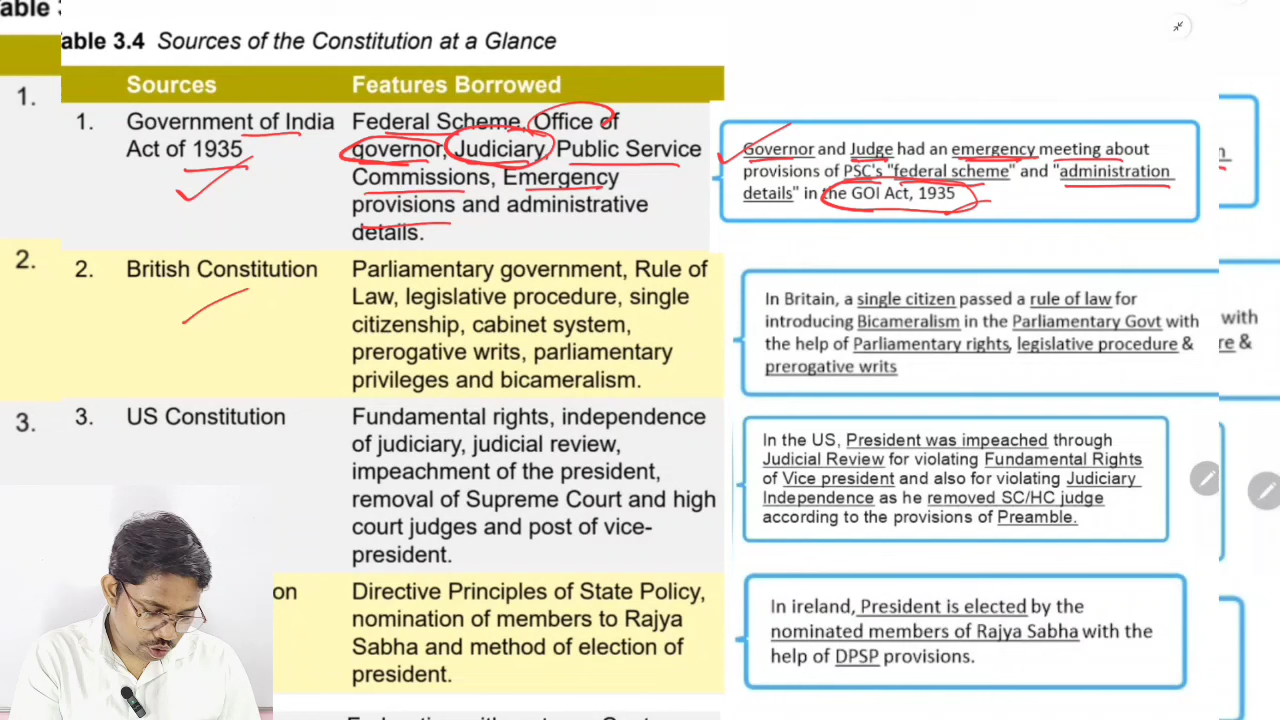 able 3
able 3.4 Sources of the Constitution at a Glance
Sources Features Borrowed
1.
1. Government of India Act of 1935
Federal Scheme, Office of
governor, Judiciary, Public Service
Commissions, Emergency
provisions and administrative
details.
Governor and Judge had an emergency meeting about
provisions of PSC's "federal scheme" and "administration
details" in the GOI Act, 1935
n
2.
2. British Constitution
Parliamentary government, Rule of
Law, legislative procedure, single
citizenship, cabinet system,
prerogative writs, parliamentary
privileges and bicameralism.
In Britain, a single citizen passed a rule of law for
introducing Bicameralism in the Parliamentary Govt with
the help of Parliamentary rights, legislative procedure &
prerogative writs
with
re &
3.
3. US Constitution
Fundamental rights, independence
of judiciary, judicial review,
impeachment of the president,
removal of Supreme Court and high
court judges and post of vice-
president.
In the US, President was impeached through
Judicial Review for violating Fundamental Rights
of Vice president and also for violating Judiciary
Independence as he removed SC/HC judge
according to the provisions of Preamble.
on
Directive Principles of State Policy,
nomination of members to Rajya
Sabha and method of election of
president.
In ireland, President is elected by the
nominated members of Rajya Sabha with the
help of DPSP provisions.